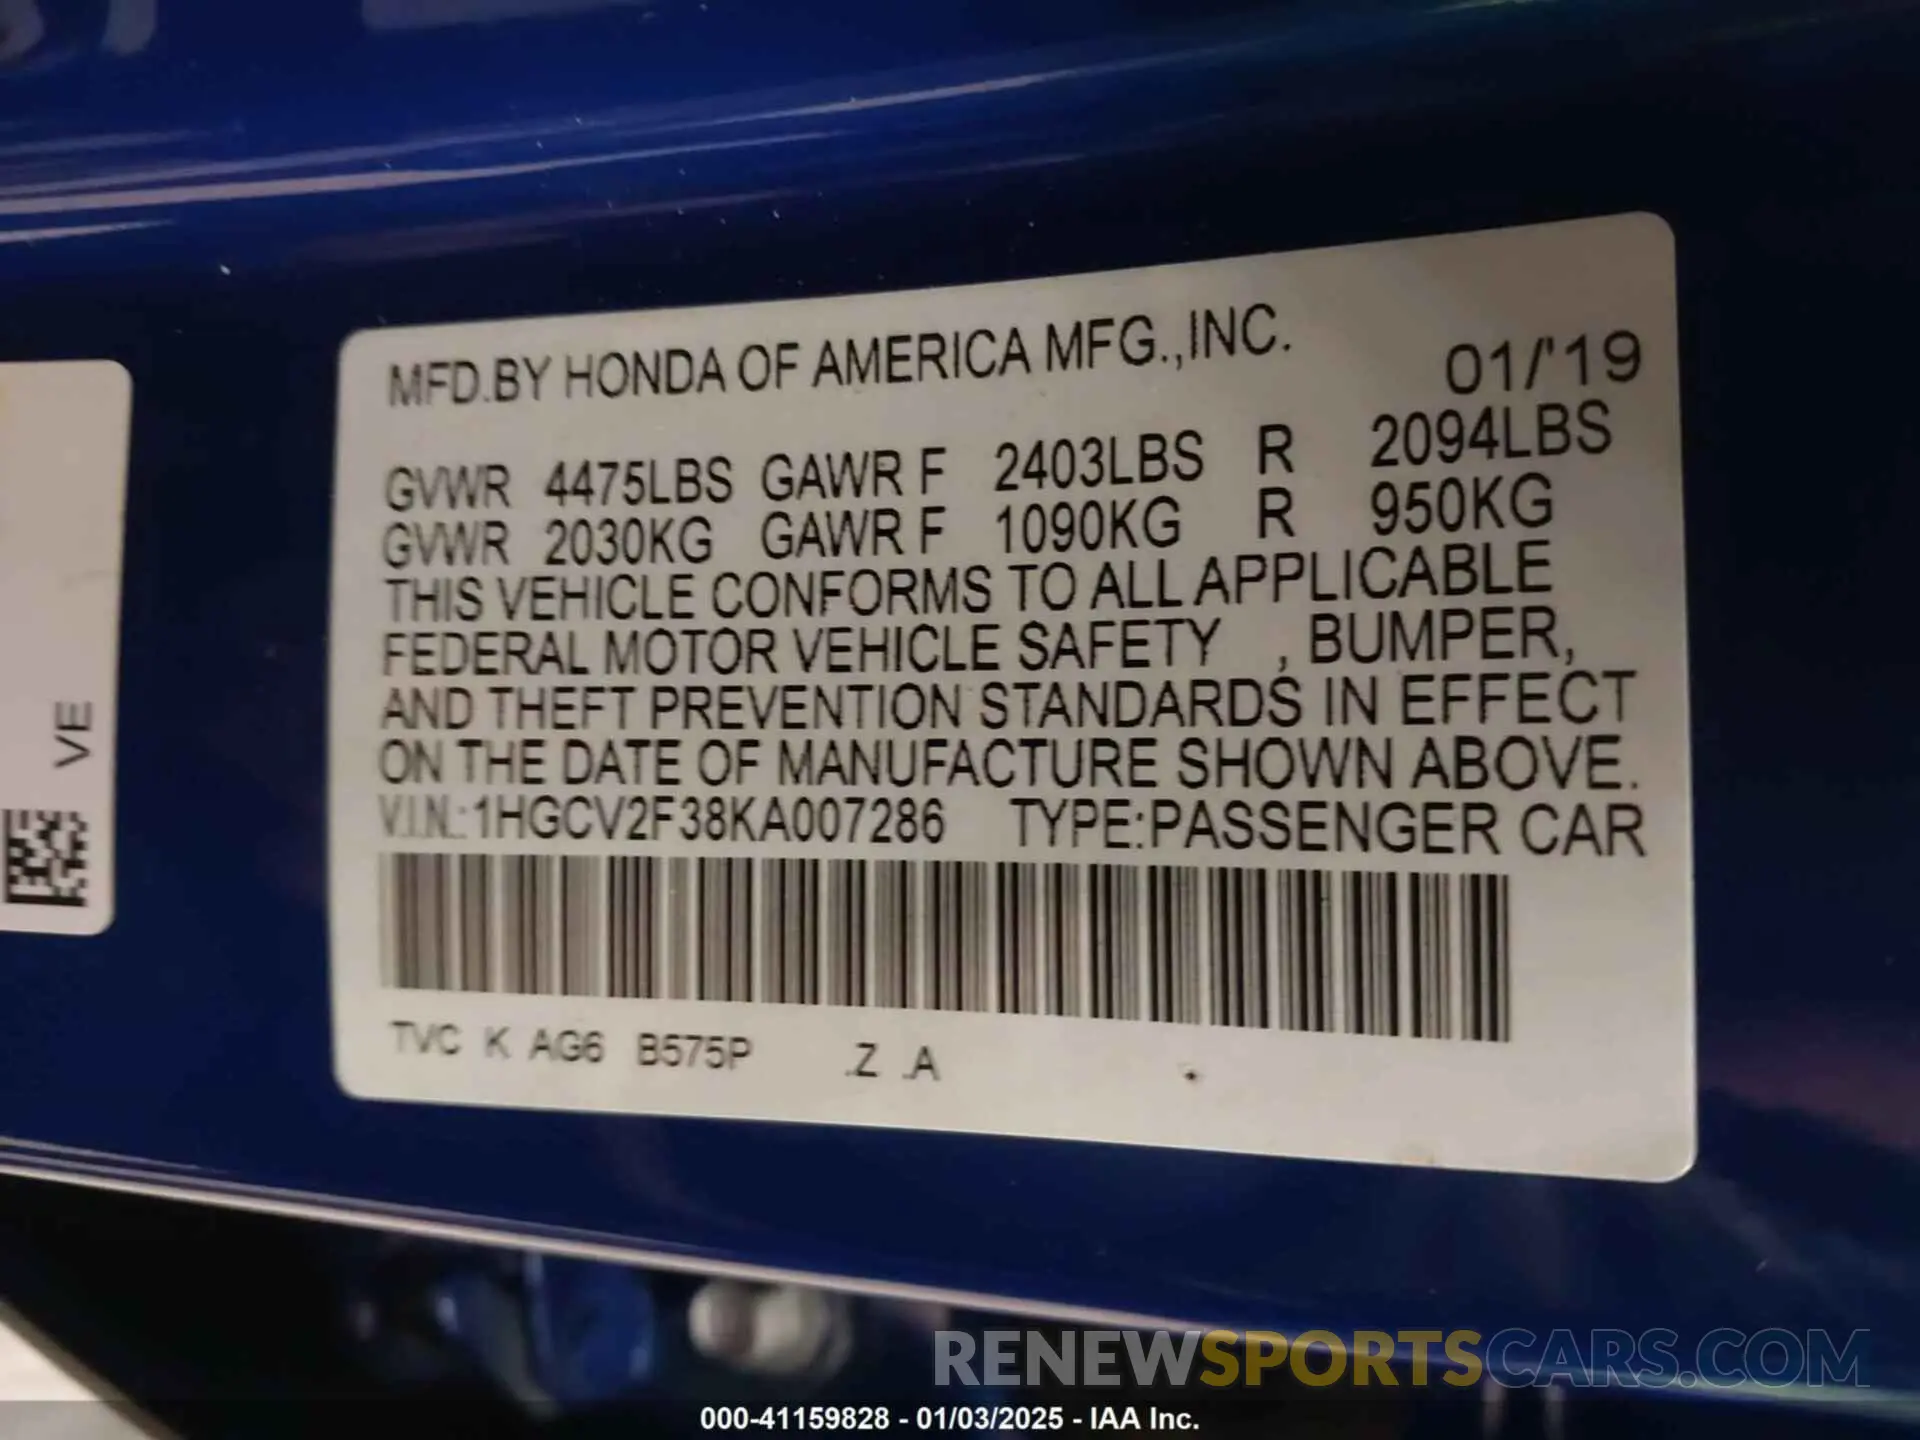 MFD.BY HONDA OF AMERICA MFG.,INC. 01/'19
GVWR 4475LBS GAWR F 2403LBS R 2094LBS
GVWR 2030KG GAWR F 1090KG R 950KG
THIS VEHICLE CONFORMS TO ALL APPLICABLE
FEDERAL MOTOR VEHICLE SAFETY , BUMPER,
AND THEFT PREVENTION STANDARDS IN EFFECT
ON THE DATE OF MANUFACTURE SHOWN ABOVE.
V.I.N.:1HGCV2F38KA007286 TYPE:PASSENGER CAR
TVC K AG6 B575P .Z .A
VE
RENEWSPORTSCARS.COM
000-41159828 - 01/03/2025 - IAA Inc.